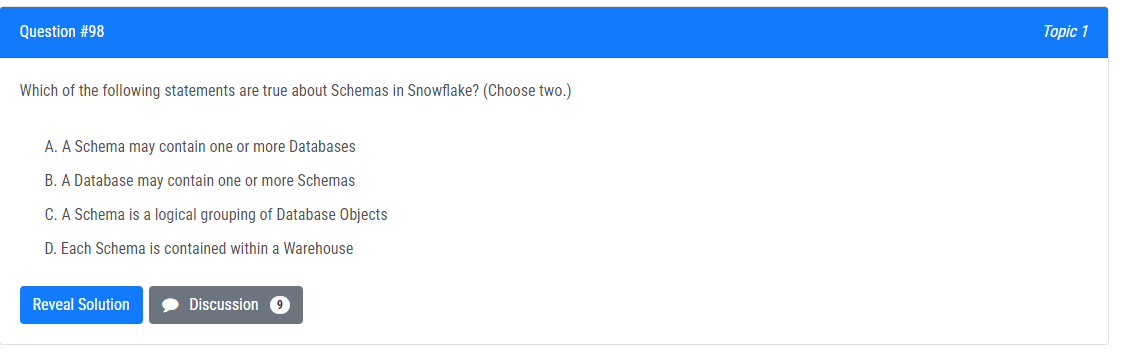 Question #98
Topic 1
Which of the following statements are true about Schemas in Snowflake? (Choose two.)
A. A Schema may contain one or more Databases
B. A Database may contain one or more Schemas
C. A Schema is a logical grouping of Database Objects
D. Each Schema is contained within a Warehouse
Reveal Solution
Discussion 9